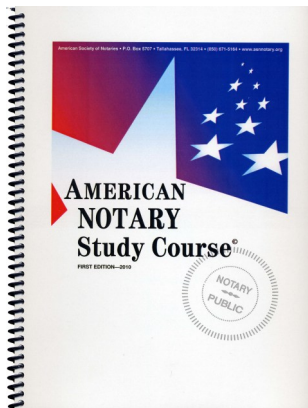 American Society of Notaries • P.O. Box 5707 • Tallahassee, FL 32314 • (850) 671-5164 • www.asnnotary.org
AMERICAN
NOTARY
Study Course©
FIRST EDITION—2010
NOTARY
PUBLIC